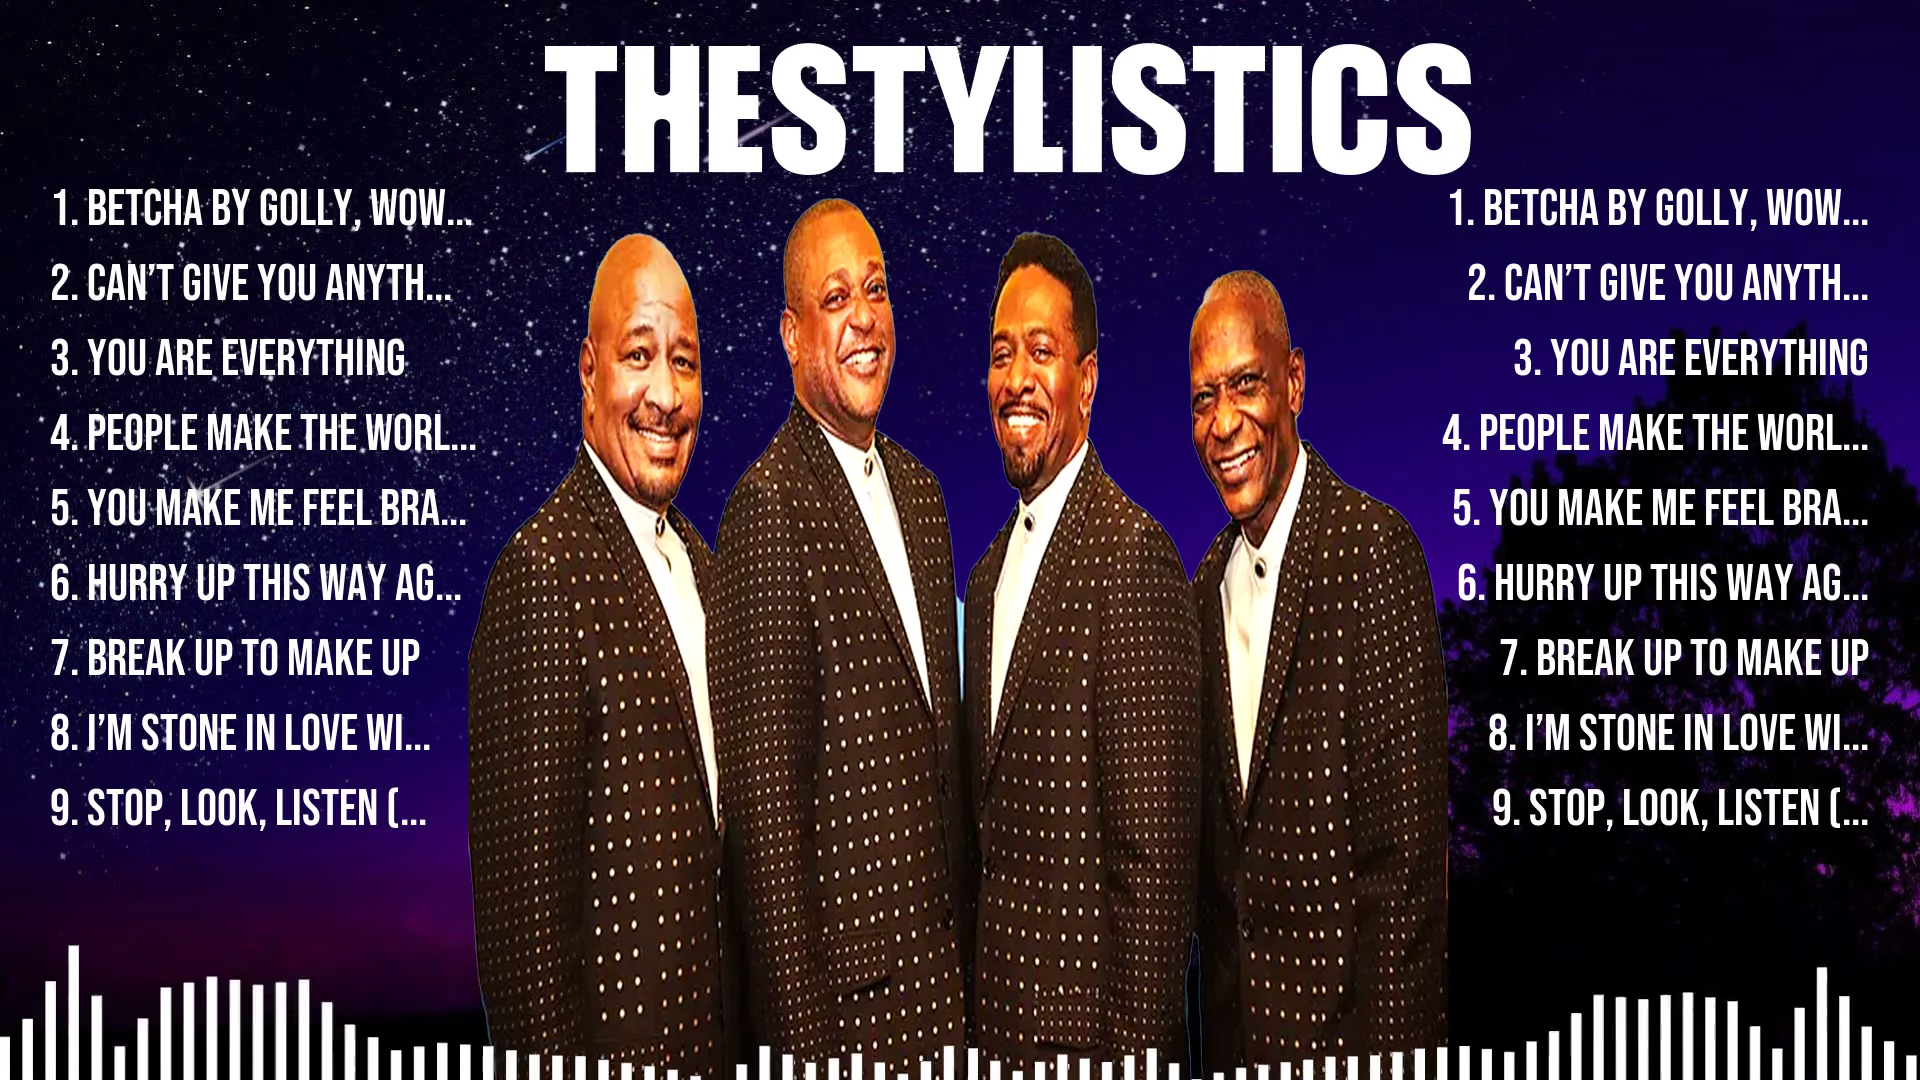 THESTYLISTICS
1. BETCHA BY GOLLY, WOW...
2. CAN’T GIVE YOU ANYTH...
3. YOU ARE EVERYTHING
4. PEOPLE MAKE THE WORL...
5. YOU MAKE ME FEEL BRA...
6. HURRY UP THIS WAY AG...
7. BREAK UP TO MAKE UP
8. I’M STONE IN LOVE WI...
9. STOP, LOOK, LISTEN (...
1. BETCHA BY GOLLY, WOW...
2. CAN’T GIVE YOU ANYTH...
3. YOU ARE EVERYTHING
4. PEOPLE MAKE THE WORL...
5. YOU MAKE ME FEEL BRA...
6. HURRY UP THIS WAY AG...
7. BREAK UP TO MAKE UP
8. I’M STONE IN LOVE WI...
9. STOP, LOOK, LISTEN (...